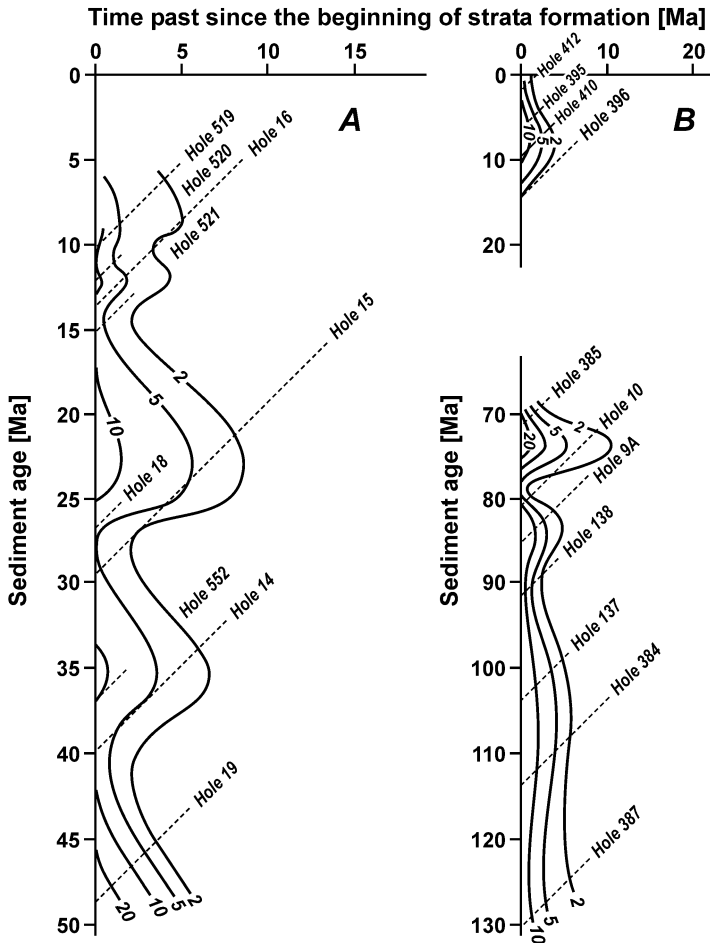 Time past since the beginning of strata formation [Ma]
0 5 10 15
0 10 20
A
B
Sediment age [Ma]
0
5
10
15
20
25
30
35
40
45
50
Hole 519
Hole 16
Hole 520
Hole 521
Hole 15
2
5
10
Hole 18
Hole 552
Hole 14
Hole 19
20
10
5
2
Sediment age [Ma]
0
10
20
70
80
90
100
110
120
130
Hole 412
Hole 395
Hole 410
Hole 396
10
5
2
Hole 385
Hole 10
20
5
2
Hole 9A
Hole 138
Hole 137
Hole 384
Hole 387
10
5
2